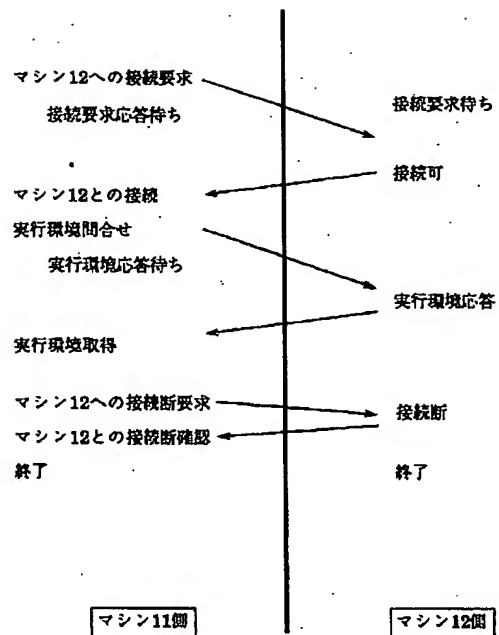 マシン12への接続要求
接続要求応答待ち
接続要求待ち
接続可
マシン12との接続
実行環境問合せ
実行環境応答待ち
実行環境応答
実行環境取得
マシン12への接続断要求
接続断
マシン12との接続断確認
終了
終了
マシン11側
マシン12側